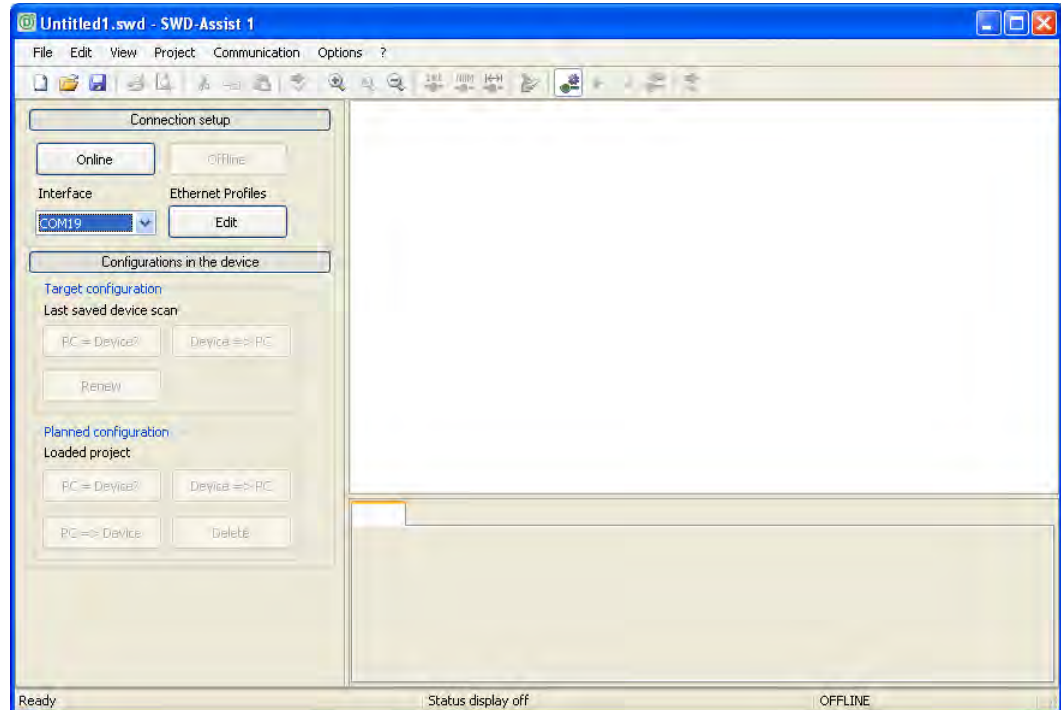 Untitled1.swd - SWD-Assist 1
File Edit View Project Communication Options ?
Connection setup
Online Offline
Interface Ethernet Profiles
COM19 Edit
Configurations in the device
Target configuration
Last saved device scan
PC = Device? Device => PC
Renew
Planned configuration
Loaded project
PC = Device? Device => PC
PC => Device Delete
Ready Status display off OFFLINE